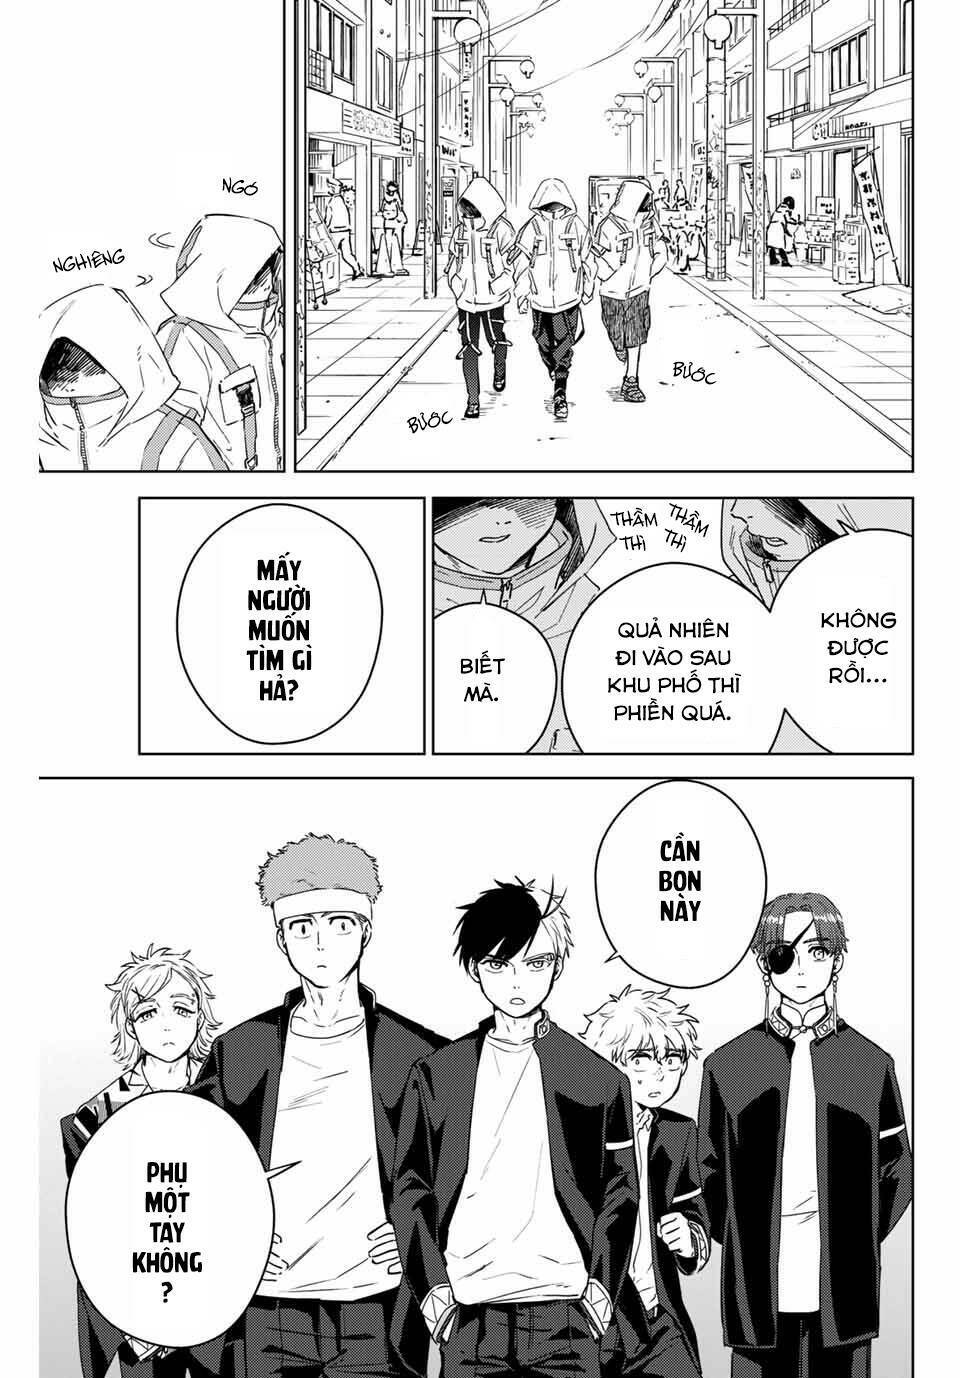 BƯỚC
BƯỚC
NGÓ
NGHIÊNG
KHÔNG
ĐƯỢC
RỒI...
THẦM
THÌ
THẦM
THÌ
QUẢ NHIÊN
ĐI VÀO SAU
KHU PHỐ THÌ
PHIỀN QUÁ.
BIẾT
MÀ.
MẤY
NGƯỜI
MUỐN
TÌM GÌ
HẢ?
CẦN
BON
NÀY
PHỤ
MỘT
TAY
KHÔNG
?